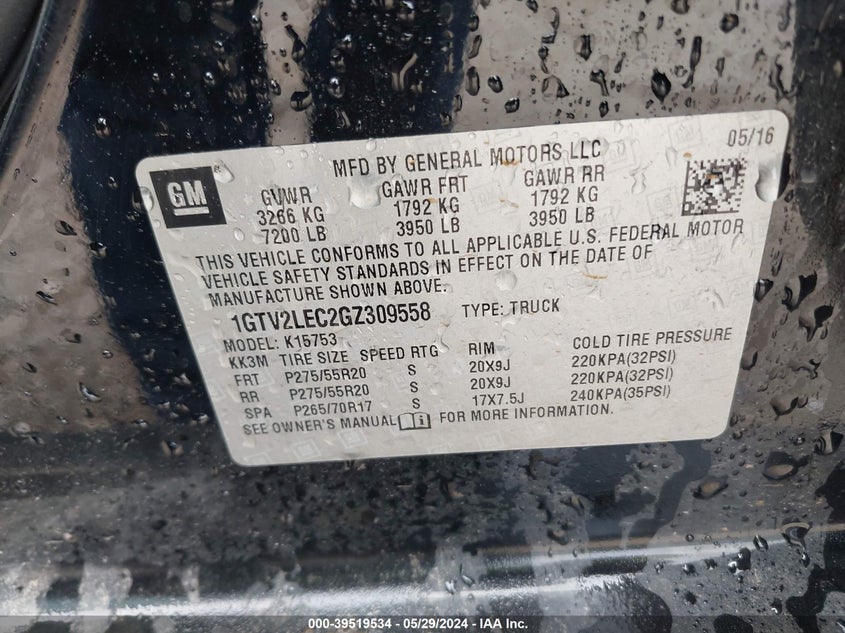 MFD BY GENERAL MOTORS LLC
05/16
GM
GVWR GAWR FRT GAWR RR
3266 KG 1792 KG 1792 KG
7200 LB 3950 LB 3950 LB
THIS VEHICLE CONFORMS TO ALL APPLICABLE U.S. FEDERAL MOTOR
VEHICLE SAFETY STANDARDS IN EFFECT ON THE DATE OF
MANUFACTURE SHOWN ABOVE.
1GTV2LEC2GZ309558 TYPE: TRUCK
MODEL: K15753
KK3M TIRE SIZE SPEED RTG RIM COLD TIRE PRESSURE
FRT P275/55R20 S 20X9J 220KPA(32PSI)
RR P275/55R20 S 20X9J 220KPA(32PSI)
SPA P265/70R17 S 17X7.5J 240KPA(35PSI)
SEE OWNER'S MANUAL FOR MORE INFORMATION.
000-39519534 - 05/29/2024 - IAA Inc.